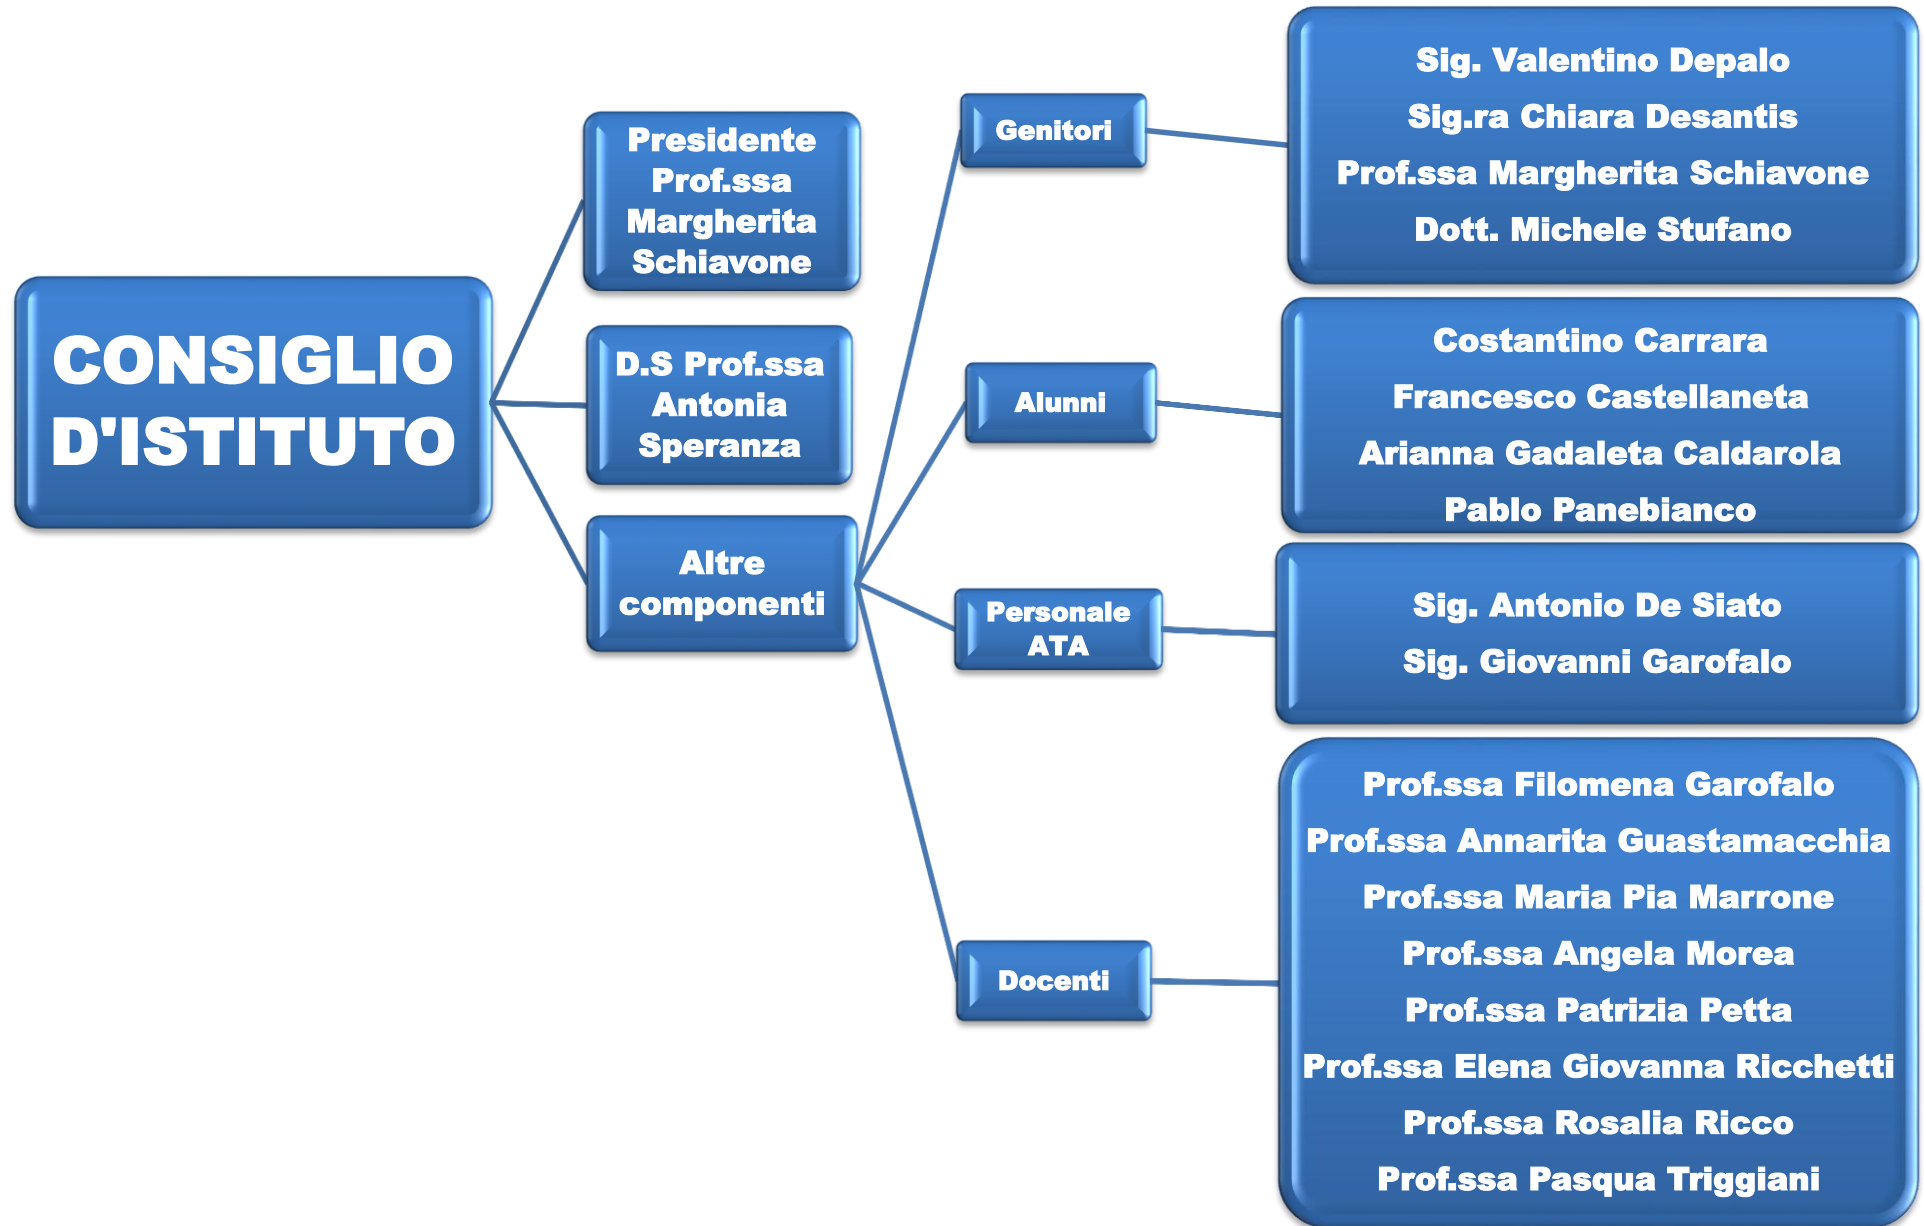 CONSIGLIO
D'ISTITUTO
Presidente
Prof.ssa
Margherita
Schiavone
D.S Prof.ssa
Antonia
Speranza
Altre
componenti
Genitori
Sig. Valentino Depalo
Sig.ra Chiara Desantis
Prof.ssa Margherita Schiavone
Dott. Michele Stufano
Alunni
Costantino Carrara
Francesco Castellaneta
Arianna Gadaleta Caldarola
Pablo Panebianco
Personale
ATA
Sig. Antonio De Siato
Sig. Giovanni Garofalo
Docenti
Prof.ssa Filomena Garofalo
Prof.ssa Annarita Guastamacchia
Prof.ssa Maria Pia Marrone
Prof.ssa Angela Morea
Prof.ssa Patrizia Petta
Prof.ssa Elena Giovanna Ricchetti
Prof.ssa Rosalia Ricco
Prof.ssa Pasqua Triggiani